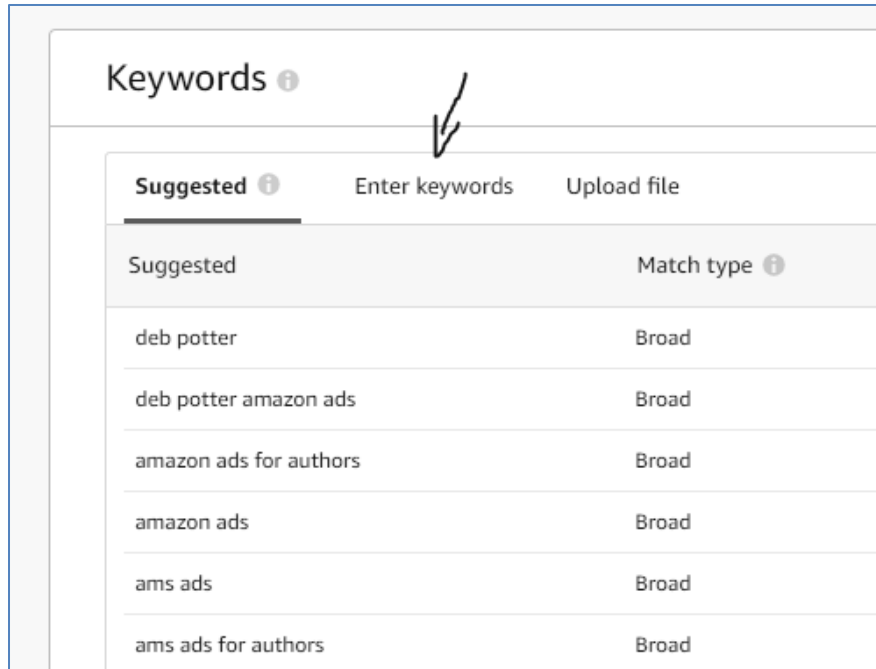 Keywords
Suggested Enter keywords Upload file
Suggested Match type
deb potter Broad
deb potter amazon ads Broad
amazon ads for authors Broad
amazon ads Broad
ams ads Broad
ams ads for authors Broad